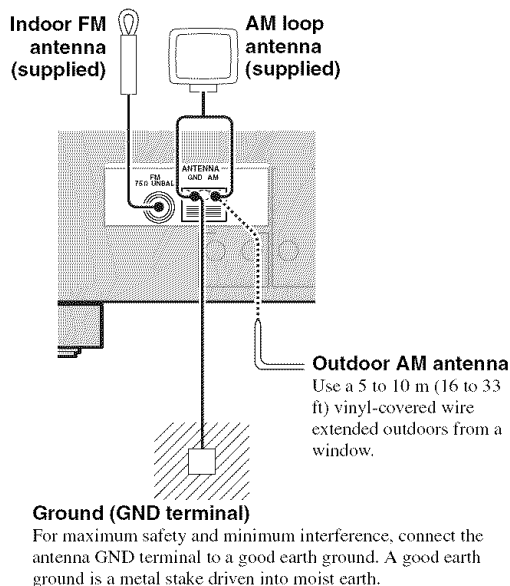 Indoor FM
antenna
(supplied)
AM loop
antenna
(supplied)
ANTENNA
FM
75Ω UNBAL.
GND AM
Outdoor AM antenna
Use a 5 to 10 m (16 to 33
ft) vinyl-covered wire
extended outdoors from a
window.
Ground (GND terminal)
For maximum safety and minimum interference, connect the
antenna GND terminal to a good earth ground. A good earth
ground is a metal stake driven into moist earth.